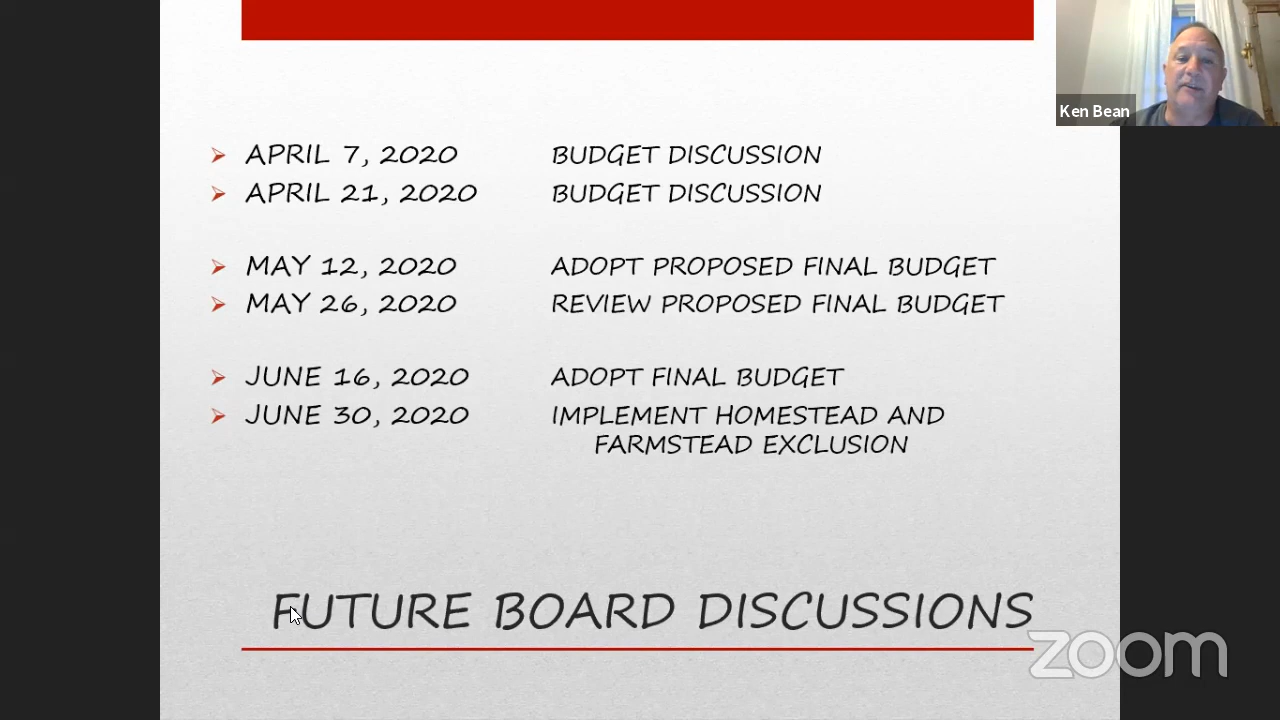 Ken Bean
APRIL 7, 2020 BUDGET DISCUSSION
APRIL 21, 2020 BUDGET DISCUSSION
MAY 12, 2020 ADOPT PROPOSED FINAL BUDGET
MAY 26, 2020 REVIEW PROPOSED FINAL BUDGET
JUNE 16, 2020 ADOPT FINAL BUDGET
JUNE 30, 2020 IMPLEMENT HOMESTEAD AND
FARMSTEAD EXCLUSION
FUTURE BOARD DISCUSSIONS
zoom